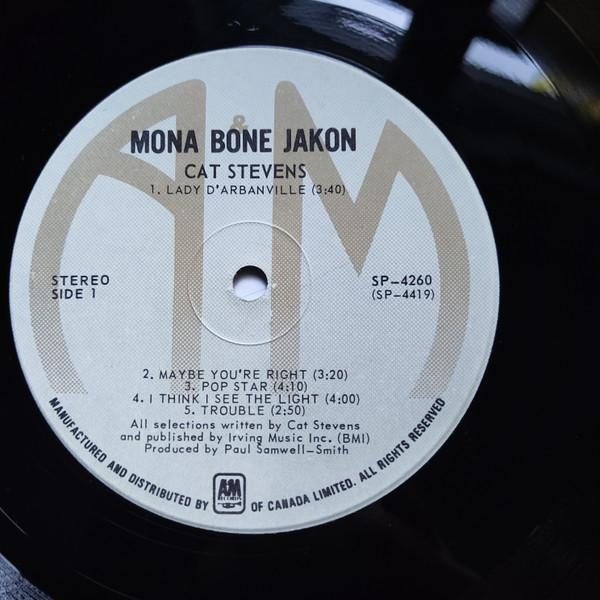 &
MONA BONE JAKON
CAT STEVENS
1. LADY D'ARBANVILLE (3:40)
STEREO
SIDE 1
SP-4260
(SP-4419)
2. MAYBE YOU'RE RIGHT (3:20)
3. POP STAR (4:10)
4. I THINK I SEE THE LIGHT (4:00)
5. TROUBLE (2:50)
All selections written by Cat Stevens
and published by Irving Music Inc. (BMI)
Produced by Paul Samwell-Smith
MANUFACTURED AND DISTRIBUTED BY AM RECORDS OF CANADA LIMITED. ALL RIGHTS RESERVED